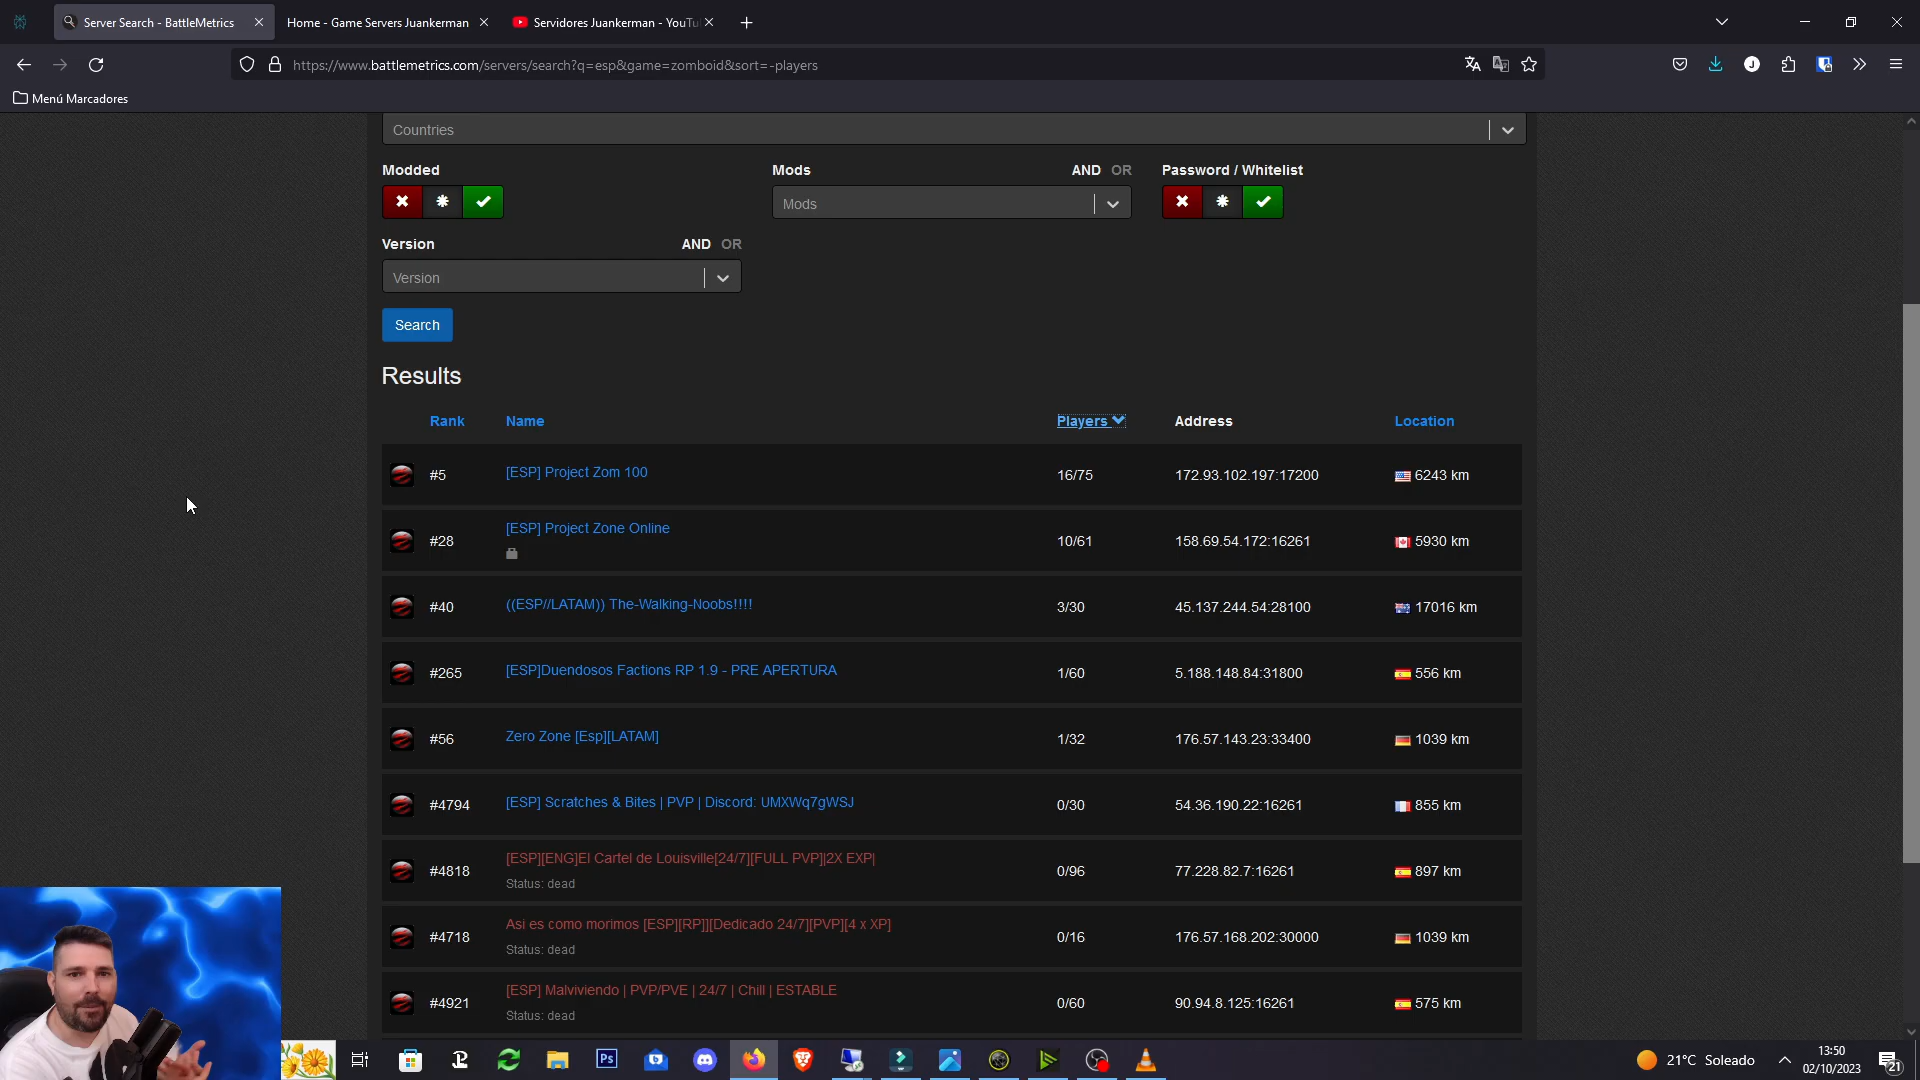 Server Search - BattleMetrics
Home - Game Servers Juankerman
Servidores Juankerman - YouTu
https://www.battlemetrics.com/servers/search?q=esp&game=zomboid&sort=-players
Menú Marcadores
Countries
Modded
Mods
AND OR
Password / Whitelist
Mods
Version
AND OR
Version
Search
Results
Rank Name Players Address Location
#5 [ESP] Project Zom 100 16/75 172.93.102.197:17200 6243 km
#28 [ESP] Project Zone Online 10/61 158.69.54.172:16261 5930 km
#40 ((ESP//LATAM)) The-Walking-Noobs!!!! 3/30 45.137.244.54:28100 17016 km
#265 [ESP]Duendosos Factions RP 1.9 - PRE APERTURA 1/60 5.188.148.84:31800 556 km
#56 Zero Zone [Esp][LATAM] 1/32 176.57.143.23:33400 1039 km
#4794 [ESP] Scratches & Bites | PVP | Discord: UMXWq7gWSJ 0/30 54.36.190.22:16261 855 km
#4818 [ESP][ENG]El Cartel de Louisville[24/7][FULL PVP]|2X EXP| 0/96 77.228.82.7:16261 897 km
Status: dead
#4718 Asi es como morimos [ESP][RP]][Dedicado 24/7][PVP][4 x XP] 0/16 176.57.168.202:30000 1039 km
Status: dead
#4921 [ESP] Malviviendo | PVP/PVE | 24/7 | Chill | ESTABLE 0/60 90.94.8.125:16261 575 km
Status: dead
Ps
21°C Soleado
13:50
02/10/2023
21